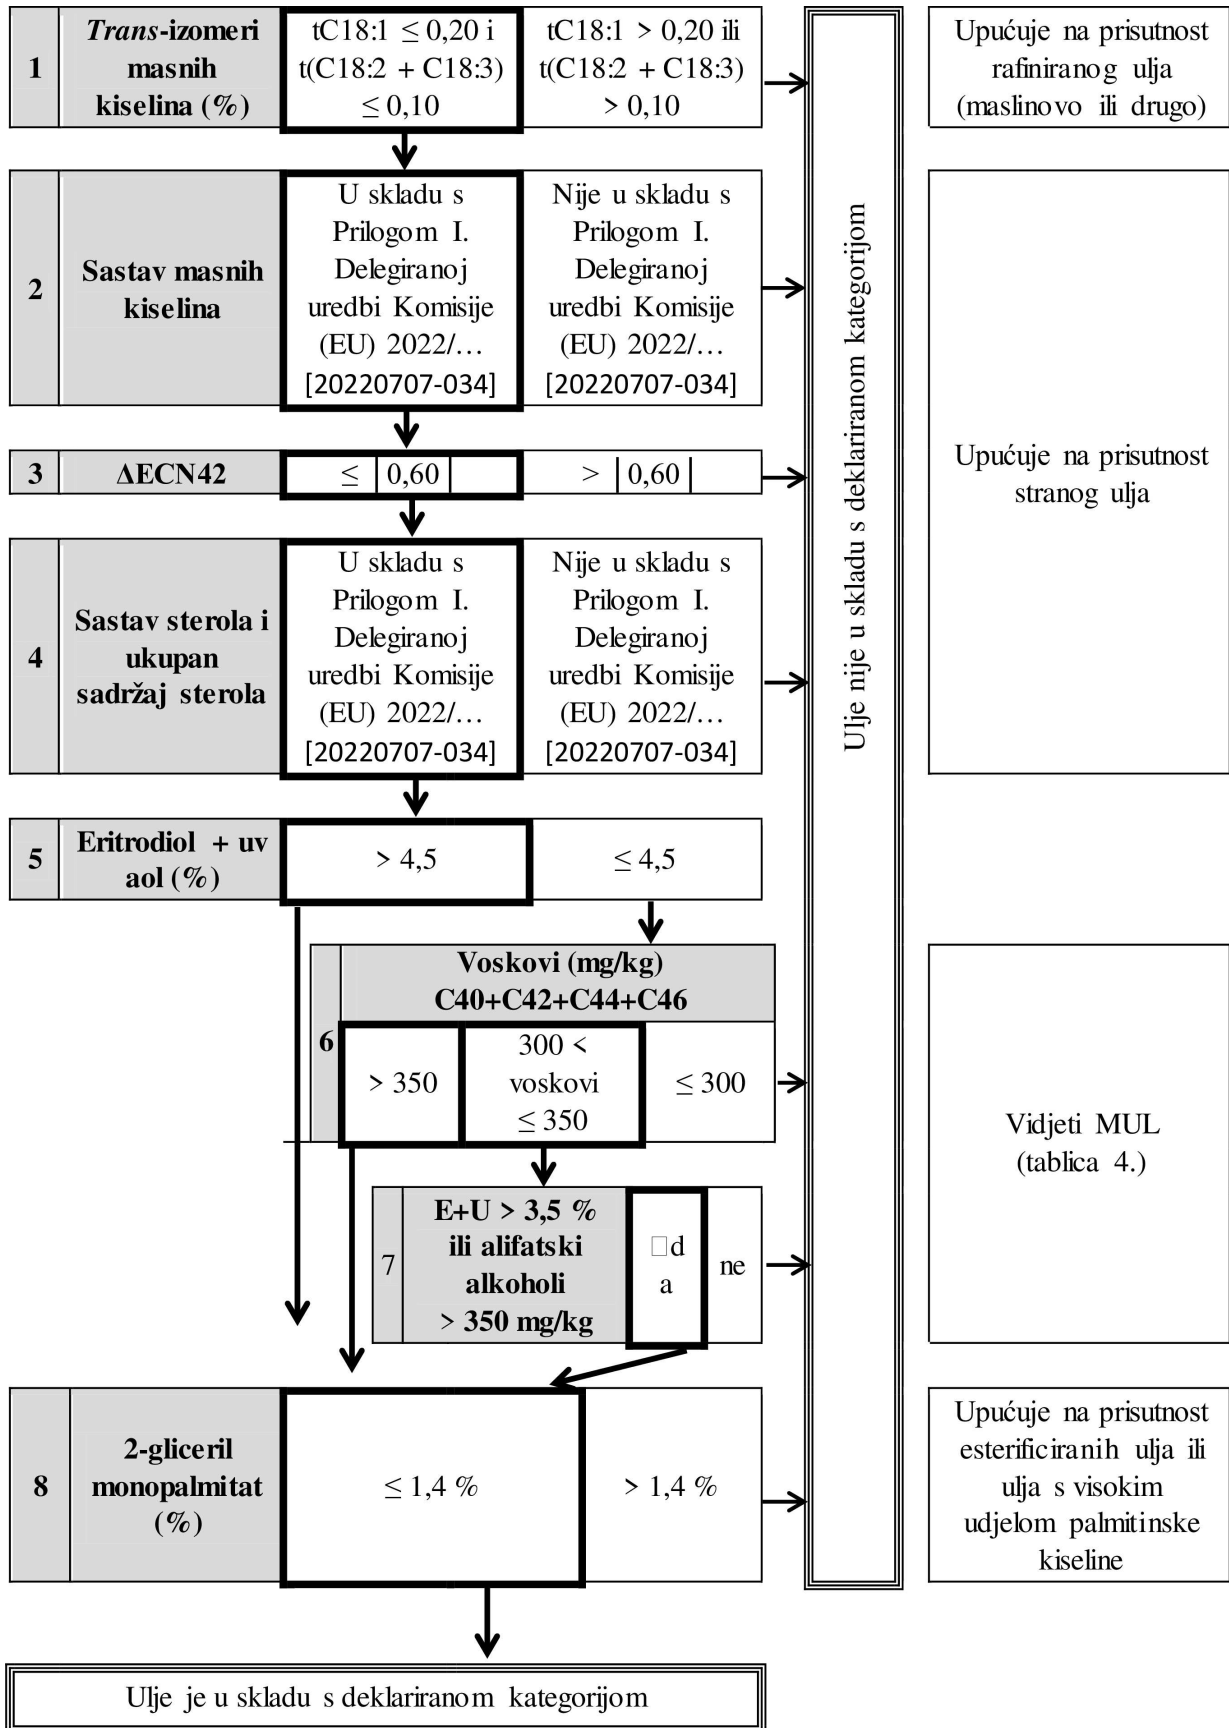 1
Trans-izomeri
masnih
kiselina (%)
tC18:1 ≤ 0,20 i
t(C18:2 + C18:3)
≤ 0,10
tC18:1 > 0,20 ili
t(C18:2 + C18:3)
> 0,10
Upućuje na prisutnost
rafiniranog ulja
(maslinovo ili drugo)
2
Sastav masnih
kiselina
U skladu s
Prilogom I.
Delegiranoj
uredbi Komisije
(EU) 2022/…
[20220707-034]
Nije u skladu s
Prilogom I.
Delegiranoj
uredbi Komisije
(EU) 2022/…
[20220707-034]
3
ΔECN42
≤ |0,60|
> |0,60|
Upućuje na prisutnost
stranog ulja
4
Sastav sterola i
ukupan
sadržaj sterola
U skladu s
Prilogom I.
Delegiranoj
uredbi Komisije
(EU) 2022/…
[20220707-034]
Nije u skladu s
Prilogom I.
Delegiranoj
uredbi Komisije
(EU) 2022/…
[20220707-034]
Ulje nije u skladu s deklariranom kategorijom
5
Eritrodiol + uv
aol (%)
> 4,5
≤ 4,5
6
Voskovi (mg/kg)
C40+C42+C44+C46
> 350
300 <
voskovi
≤ 350
≤ 300
Vidjeti MUL
(tablica 4.)
7
E+U > 3,5 %
ili alifatski
alkoholi
> 350 mg/kg
□d
a
ne
8
2-gliceril
monopalmitat
(%)
≤ 1,4 %
> 1,4 %
Upućuje na prisutnost
esterificiranih ulja ili
ulja s visokim
udjelom palmitinske
kiseline
Ulje je u skladu s deklariranom kategorijom